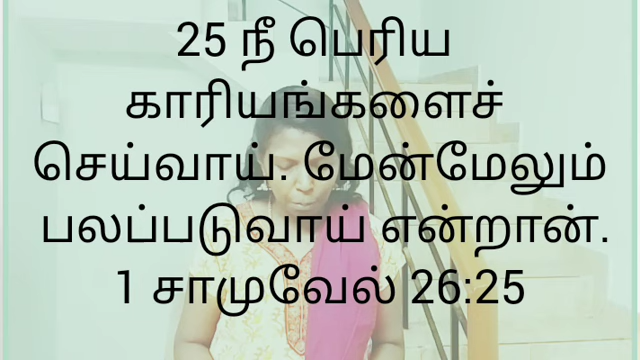 25 நீ பெரிய
காரியங்களைச்
செய்வாய். மேன்மேலும்
பலப்படுவாய் என்றான்.
1 சாமுவேல் 26:25